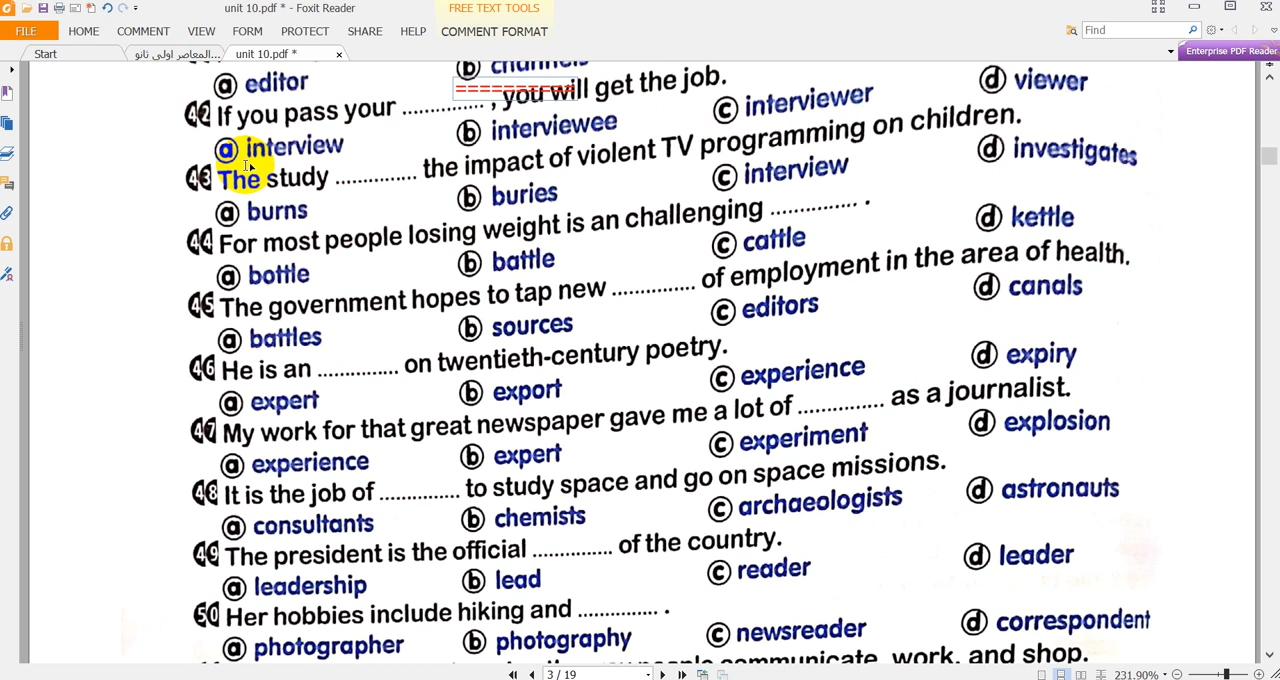 unit 10.pdf * - Foxit Reader
FREE TEXT TOOLS
FILE HOME COMMENT VIEW FORM PROTECT SHARE HELP COMMENT FORMAT
Find
Start المعاصر اولى ثانو... unit 10.pdf * Enterprise PDF Reader
ⓐ editor ⓑ channels ⓓ viewer
42 If you pass your .............. , you will get the job.
==========
ⓐ interview ⓑ interviewee ⓒ interviewer
43 The study .............. the impact of violent TV programming on children.
ⓐ burns ⓑ buries ⓒ interview ⓓ investigates
44 For most people losing weight is an challenging .............. .
ⓐ bottle ⓑ battle ⓒ cattle ⓓ kettle
45 The government hopes to tap new .............. of employment in the area of health.
ⓐ battles ⓑ sources ⓒ editors ⓓ canals
46 He is an .............. on twentieth-century poetry.
ⓐ expert ⓑ export ⓒ experience ⓓ expiry
47 My work for that great newspaper gave me a lot of .............. as a journalist.
ⓐ experience ⓑ expert ⓒ experiment ⓓ explosion
48 It is the job of .............. to study space and go on space missions.
ⓐ consultants ⓑ chemists ⓒ archaeologists ⓓ astronauts
49 The president is the official .............. of the country.
ⓐ leadership ⓑ lead ⓒ reader ⓓ leader
50 Her hobbies include hiking and .............. .
ⓐ photographer ⓑ photography ⓒ newsreader ⓓ correspondent
people communicate, work, and shop.
3 / 19 231.90%